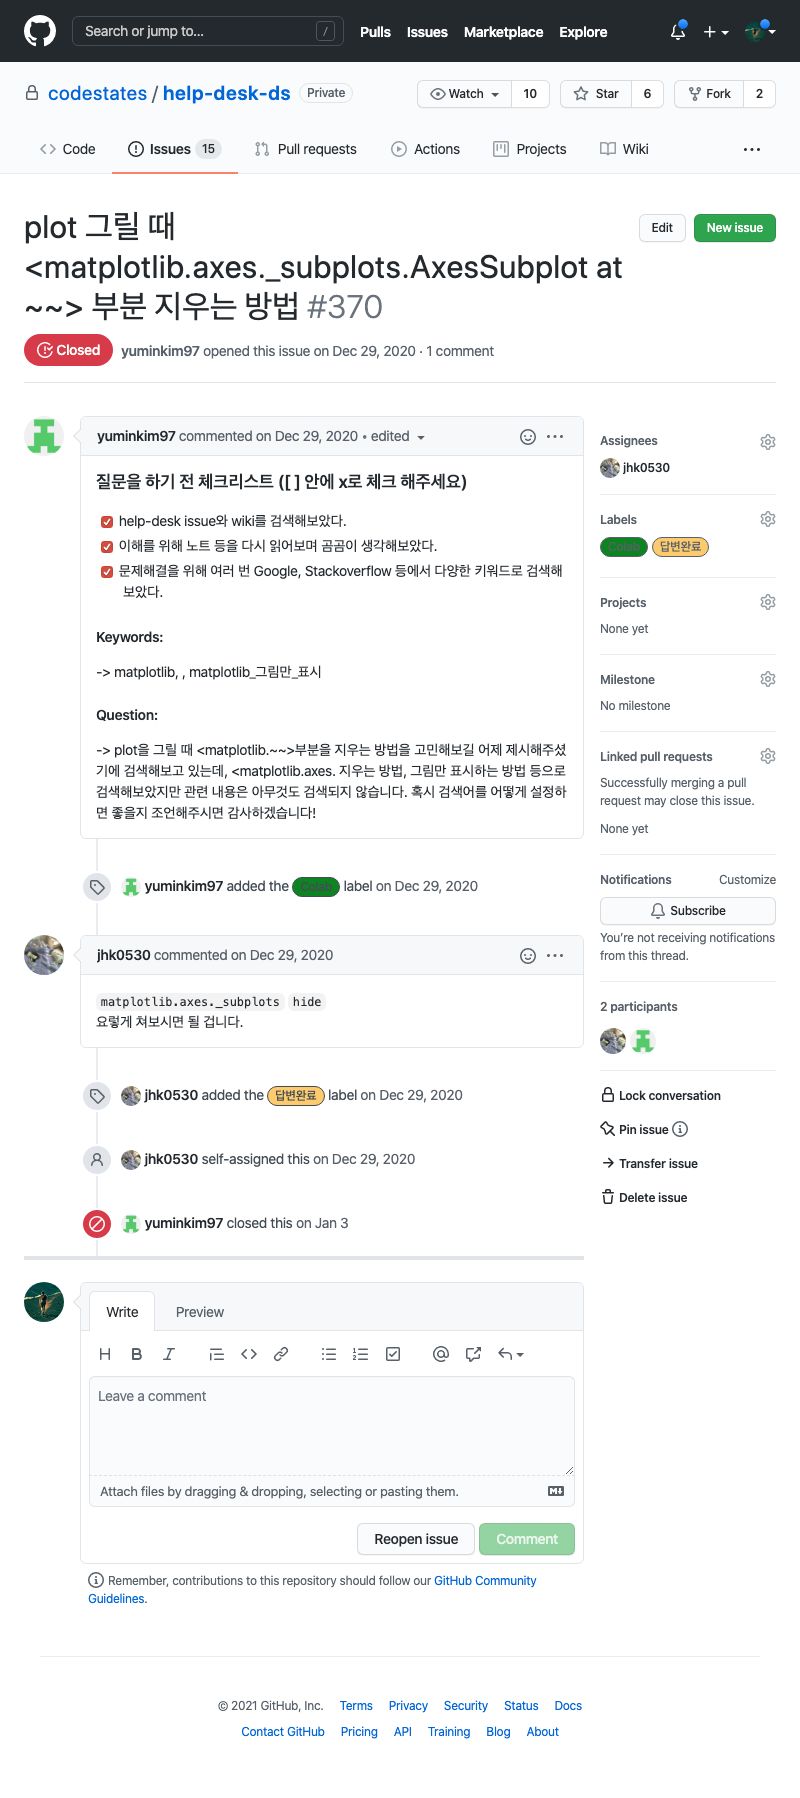 Search or jump to... /
Pulls Issues Marketplace Explore
codestates / help-desk-ds Private
Watch 10 Star 6 Fork 2
Code Issues 15 Pull requests Actions Projects Wiki ...
plot 그릴 때
<matplotlib.axes._subplots.AxesSubplot at
~~> 부분 지우는 방법 #370
Edit New issue
Closed yuminkim97 opened this issue on Dec 29, 2020 · 1 comment
yuminkim97 commented on Dec 29, 2020 • edited
질문을 하기 전 체크리스트 ([ ] 안에 x로 체크 해주세요)
help-desk issue와 wiki를 검색해보았다.
이해를 위해 노트 등을 다시 읽어보며 곰곰이 생각해보았다.
문제해결을 위해 여러 번 Google, Stackoverflow 등에서 다양한 키워드로 검색해
보았다.
Keywords:
-> matplotlib, , matplotlib_그림만_표시
Question:
-> plot을 그릴 때 <matplotlib.~~>부분을 지우는 방법을 고민해보길 어제 제시해주셨
기에 검색해보고 있는데, <matplotlib.axes. 지우는 방법, 그림만 표시하는 방법 등으로
검색해보았지만 관련 내용은 아무것도 검색되지 않습니다. 혹시 검색어를 어떻게 설정하
면 좋을지 조언해주시면 감사하겠습니다!
yuminkim97 added the Colab label on Dec 29, 2020
jhk0530 commented on Dec 29, 2020
matplotlib.axes._subplots hide
요렇게 쳐보시면 될 겁니다.
jhk0530 added the 답변완료 label on Dec 29, 2020
jhk0530 self-assigned this on Dec 29, 2020
yuminkim97 closed this on Jan 3
Assignees
jhk0530
Labels
Colab 답변완료
Projects
None yet
Milestone
No milestone
Linked pull requests
Successfully merging a pull
request may close this issue.
None yet
Notifications Customize
Subscribe
You're not receiving notifications
from this thread.
2 participants
Lock conversation
Pin issue
Transfer issue
Delete issue
Write Preview
H B I
Leave a comment
Attach files by dragging & dropping, selecting or pasting them.
Reopen issue Comment
Remember, contributions to this repository should follow our GitHub Community
Guidelines.
© 2021 GitHub, Inc. Terms Privacy Security Status Docs
Contact GitHub Pricing API Training Blog About